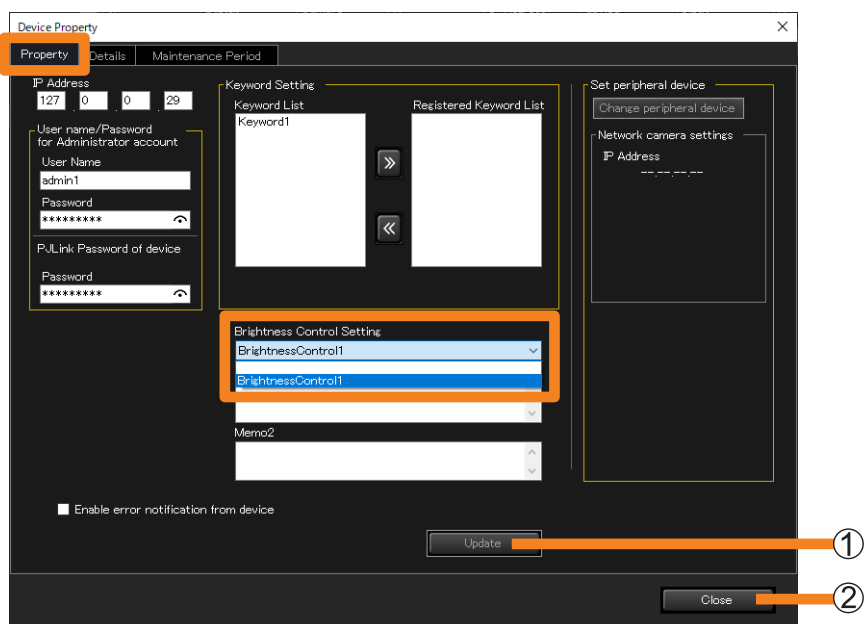 Device Property
Property Details Maintenance Period
IP Address
127 . 0 . 0 . 29
User name/Password
for Administrator account
User Name
admin1
Password
*********
PJLink Password of device
Password
*********
Keyword Setting
Keyword List Registered Keyword List
Keyword1
Brightness Control Setting
BrightnessControl1
BrightnessControl1
Memo2
Set peripheral device
Change peripheral device
Network camera settings
IP Address
--.--.--.--
Enable error notification from device
Update ①
Close ②